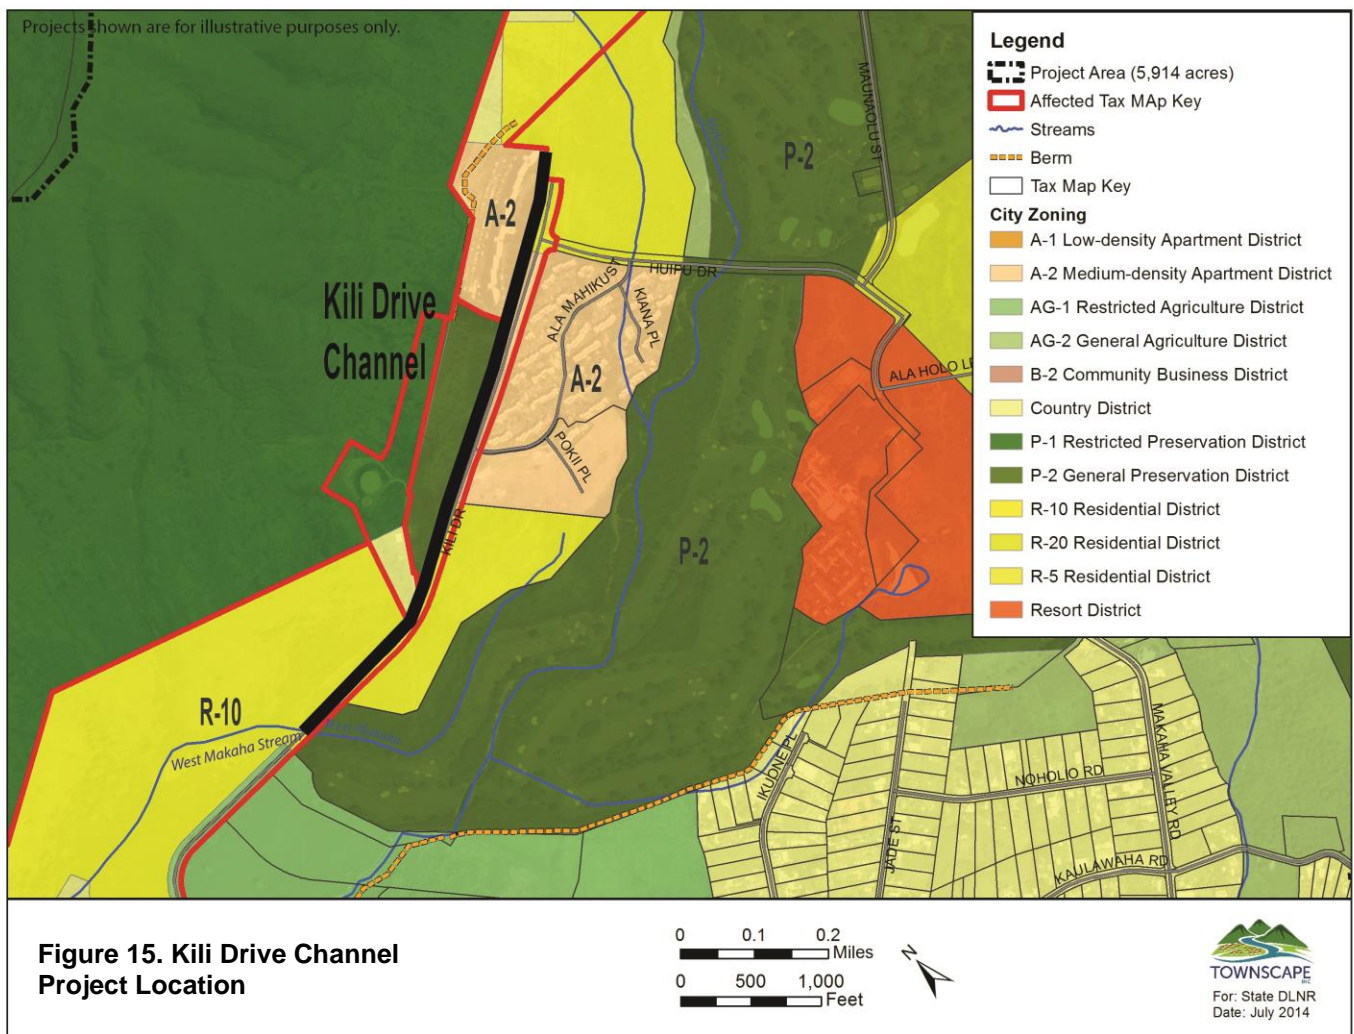 Projects shown are for illustrative purposes only.
Legend
Project Area (5,914 acres)
Affected Tax MAp Key
Streams
Berm
Tax Map Key
City Zoning
A-1 Low-density Apartment District
A-2 Medium-density Apartment District
AG-1 Restricted Agriculture District
AG-2 General Agriculture District
B-2 Community Business District
Country District
P-1 Restricted Preservation District
P-2 General Preservation District
R-10 Residential District
R-20 Residential District
R-5 Residential District
Resort District
MAUNAOLU ST
P-2
A-2
HUIPU DR
Kili Drive
Channel
ALA MAHIKU ST
KIANA PL
A-2
ALA HOLO
POKII PL
KILI DR
P-2
R-10
West Makaha Stream
IKUONE PL
JADE ST
NOHOLIO RD
MAKAHA VALLEY RD
KAULAWAHA RD
Figure 15. Kili Drive Channel
Project Location
0 0.1 0.2
Miles
0 500 1,000
Feet
N
TOWNSCAPE
INC
For: State DLNR
Date: July 2014